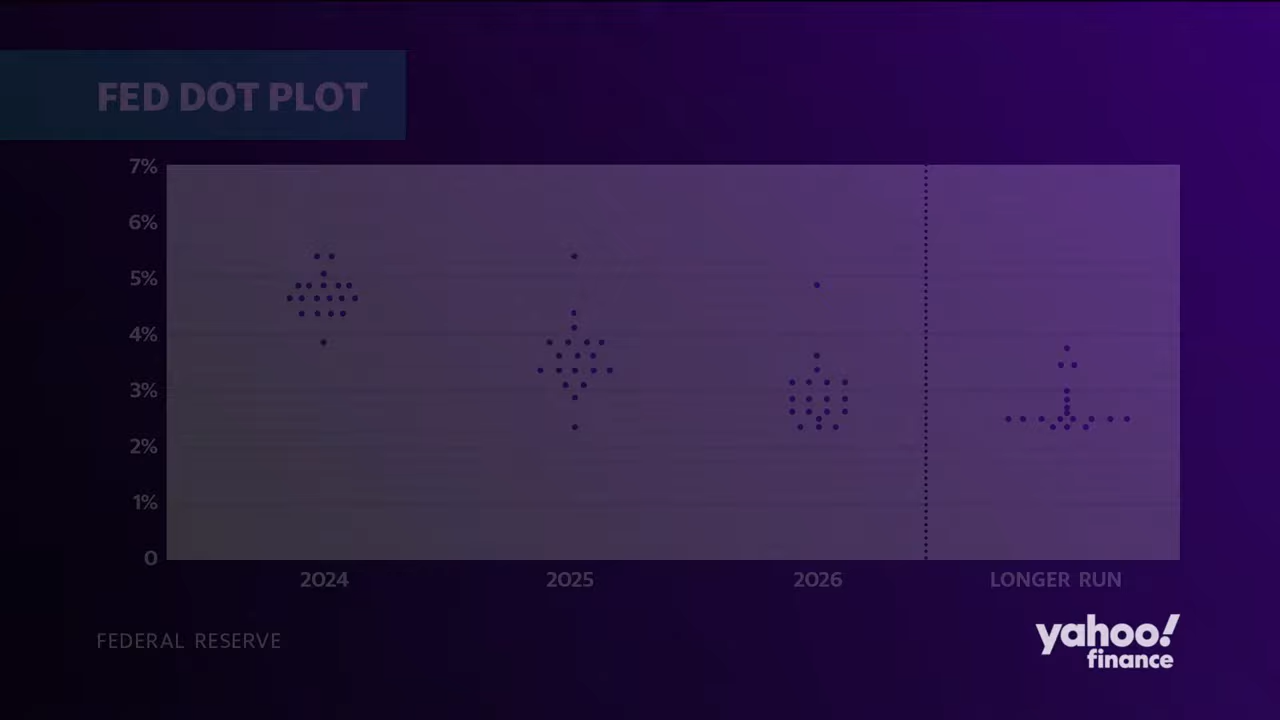 FED DOT PLOT
7%
6%
5%
4%
3%
2%
1%
0
2024 2025 2026 LONGER RUN
FEDERAL RESERVE
yahoo!
finance